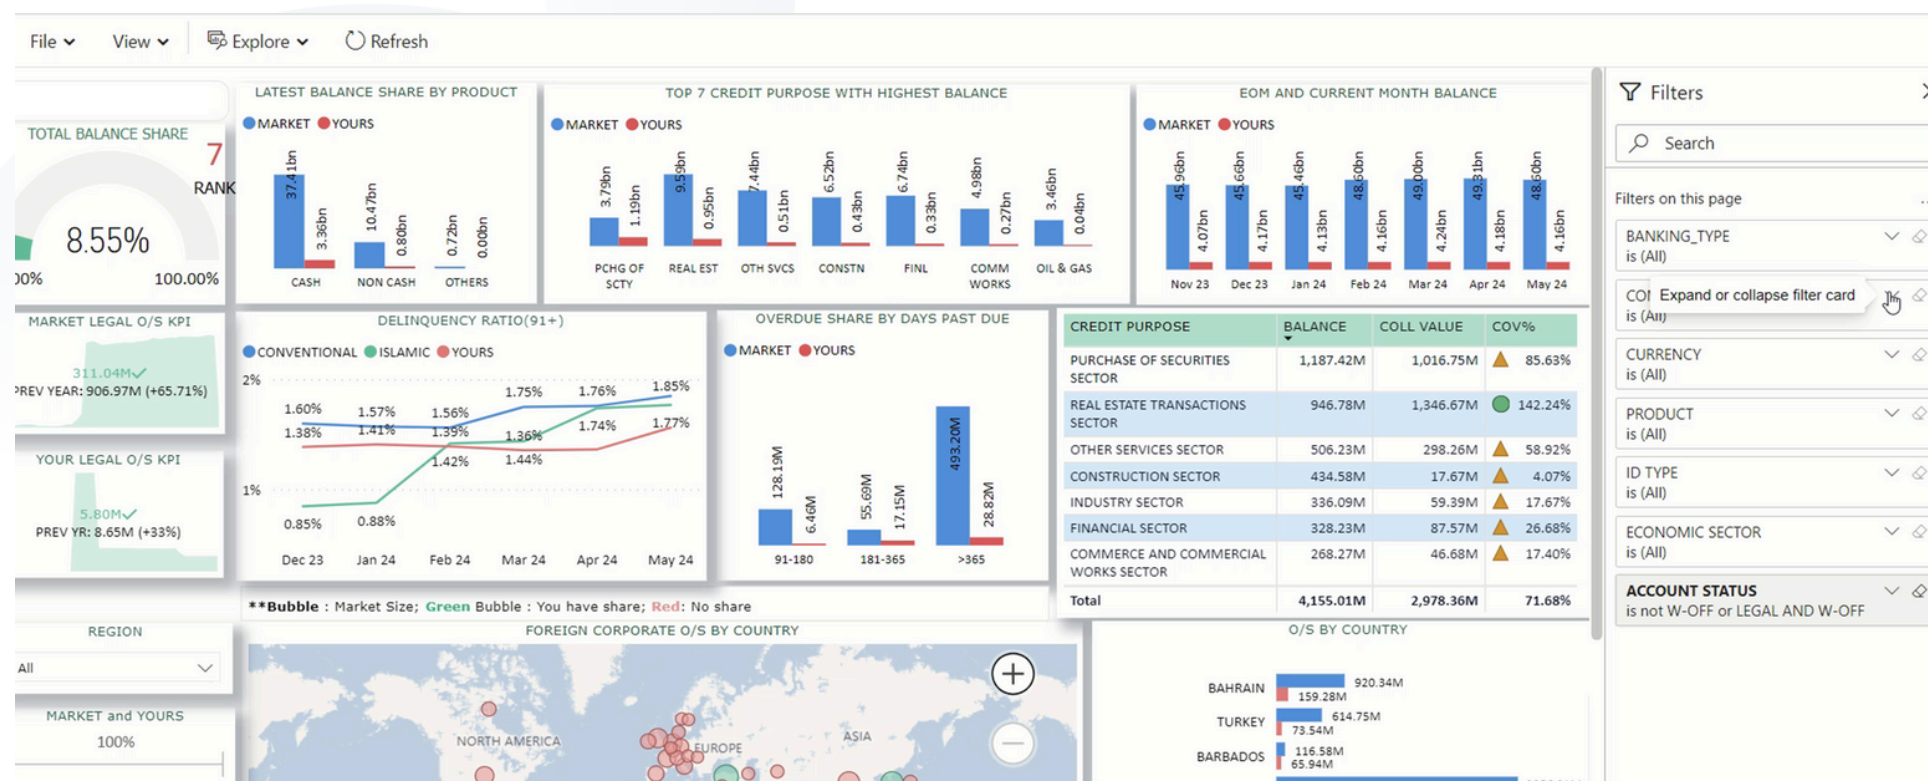 File View Explore Refresh
TOTAL BALANCE SHARE
7
RANK
8.55%
100.00%
MARKET LEGAL O/S KPI
311.04M
PREV YEAR: 906.97M (+65.71%)
YOUR LEGAL O/S KPI
5.80M
PREV YR: 8.65M (+33%)
REGION
All
MARKET and YOURS
100%
LATEST BALANCE SHARE BY PRODUCT
MARKET YOURS
37.41bn 3.36bn 10.47bn 0.80bn 0.72bn 0.00bn
CASH NON CASH OTHERS
TOP 7 CREDIT PURPOSE WITH HIGHEST BALANCE
MARKET YOURS
3.79bn 1.19bn 9.59bn 0.95bn 7.44bn 0.51bn 6.52bn 0.43bn 6.74bn 0.33bn 4.98bn 0.27bn 3.46bn 0.04bn
PCHG OF REAL EST OTH SVCS CONSTN FINL COMM OIL & GAS
SCTY WORKS
EOM AND CURRENT MONTH BALANCE
MARKET YOURS
45.96bn 4.07bn 45.66bn 4.17bn 45.46bn 4.13bn 48.60bn 4.16bn 49.00bn 4.24bn 49.31bn 4.18bn 48.60bn 4.16bn
Nov 23 Dec 23 Jan 24 Feb 24 Mar 24 Apr 24 May 24
DELINQUENCY RATIO(91+)
CONVENTIONAL ISLAMIC YOURS
2%
1.60% 1.57% 1.56% 1.75% 1.76% 1.85%
1.38% 1.41% 1.39% 1.36% 1.74% 1.77%
1.42% 1.44%
1%
0.85% 0.88%
Dec 23 Jan 24 Feb 24 Mar 24 Apr 24 May 24
OVERDUE SHARE BY DAYS PAST DUE
MARKET YOURS
128.19M 6.46M 55.69M 17.15M 493.20M 28.82M
91-180 181-365 >365
CREDIT PURPOSE BALANCE COLL VALUE COV%
PURCHASE OF SECURITIES 1,187.42M 1,016.75M 85.63%
SECTOR
REAL ESTATE TRANSACTIONS 946.78M 1,346.67M 142.24%
SECTOR
OTHER SERVICES SECTOR 506.23M 298.26M 58.92%
CONSTRUCTION SECTOR 434.58M 17.67M 4.07%
INDUSTRY SECTOR 336.09M 59.39M 17.67%
FINANCIAL SECTOR 328.23M 87.57M 26.68%
COMMERCE AND COMMERCIAL 268.27M 46.68M 17.40%
WORKS SECTOR
Total 4,155.01M 2,978.36M 71.68%
**Bubble : Market Size; Green Bubble : You have share; Red: No share
FOREIGN CORPORATE O/S BY COUNTRY
NORTH AMERICA EUROPE ASIA
O/S BY COUNTRY
BAHRAIN 920.34M
159.28M
TURKEY 614.75M
73.54M
BARBADOS 116.58M
65.94M
Filters
Search
Filters on this page
BANKING_TYPE
is (All)
Expand or collapse filter card
is (All)
CURRENCY
is (All)
PRODUCT
is (All)
ID TYPE
is (All)
ECONOMIC SECTOR
is (All)
ACCOUNT STATUS
is not W-OFF or LEGAL AND W-OFF